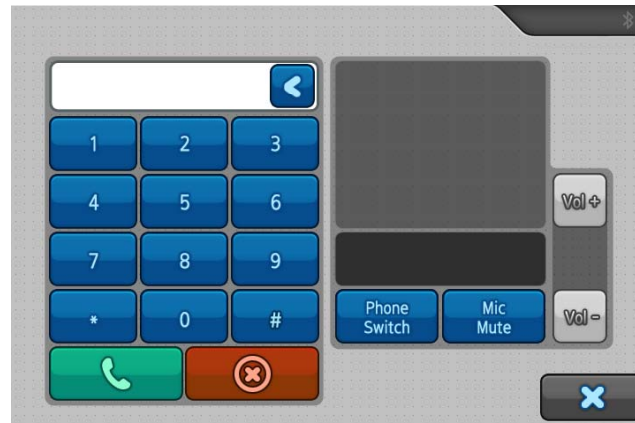 1 2 3
4 5 6
7 8 9
* 0 #
Phone
Switch
Mic
Mute
Vol +
Vol -